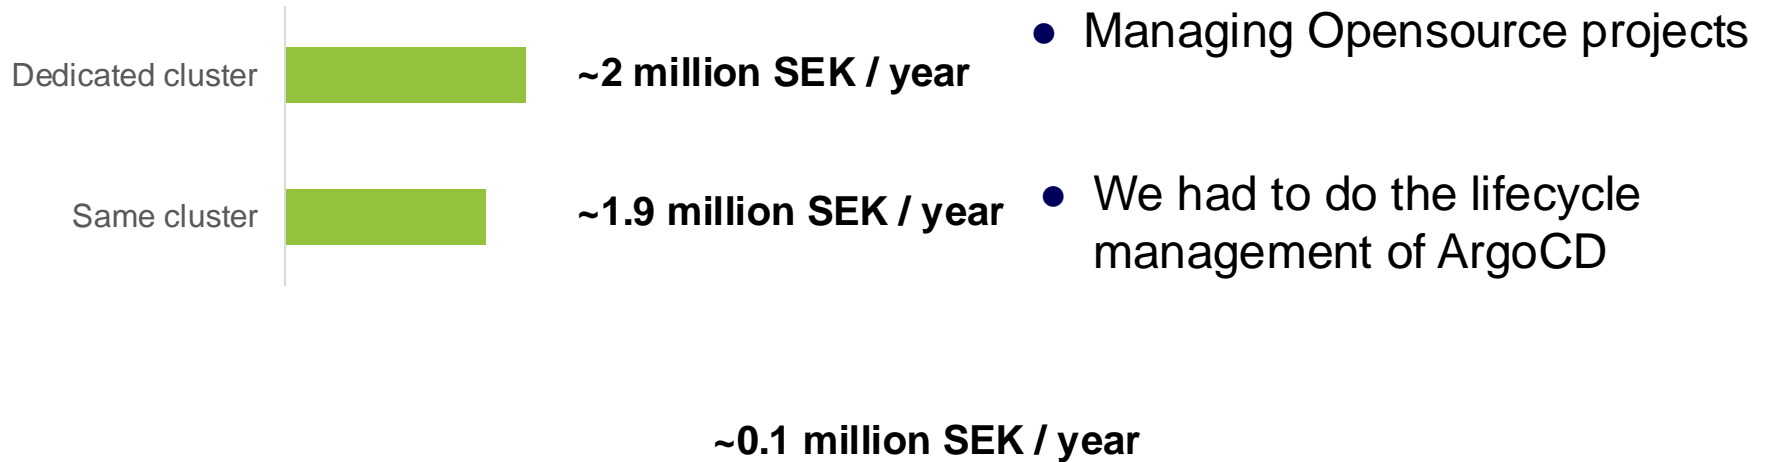 Dedicated cluster
~2 million SEK / year
Same cluster
~1.9 million SEK / year
● Managing Opensource projects
● We had to do the lifecycle
management of ArgoCD
~0.1 million SEK / year